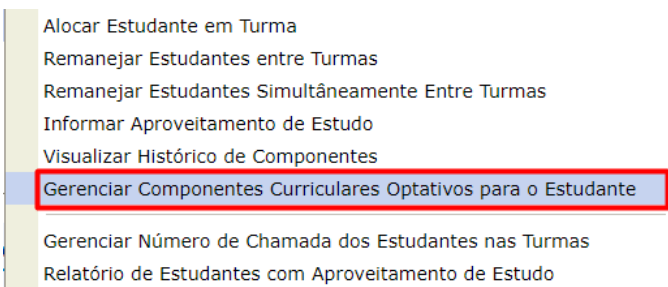 Alocar Estudante em Turma
Remanejar Estudantes entre Turmas
Remanejar Estudantes Simultâneamente Entre Turmas
Informar Aproveitamento de Estudo
Visualizar Histórico de Componentes
Gerenciar Componentes Curriculares Optativos para o Estudante
Gerenciar Número de Chamada dos Estudantes nas Turmas
Relatório de Estudantes com Aproveitamento de Estudo